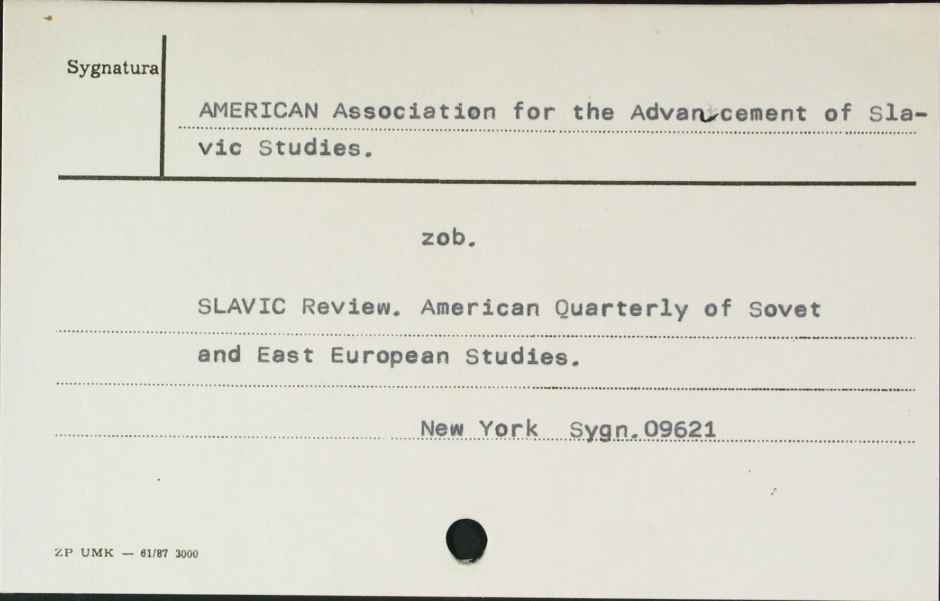 Sygnatura
AMERICAN Association for the Advancement of Sla-
vic Studies.
zob.
SLAVIC Review. American Quarterly of Sovet
and East European Studies.
New York Sygn.09621
ZP UMK — 61/87 3000